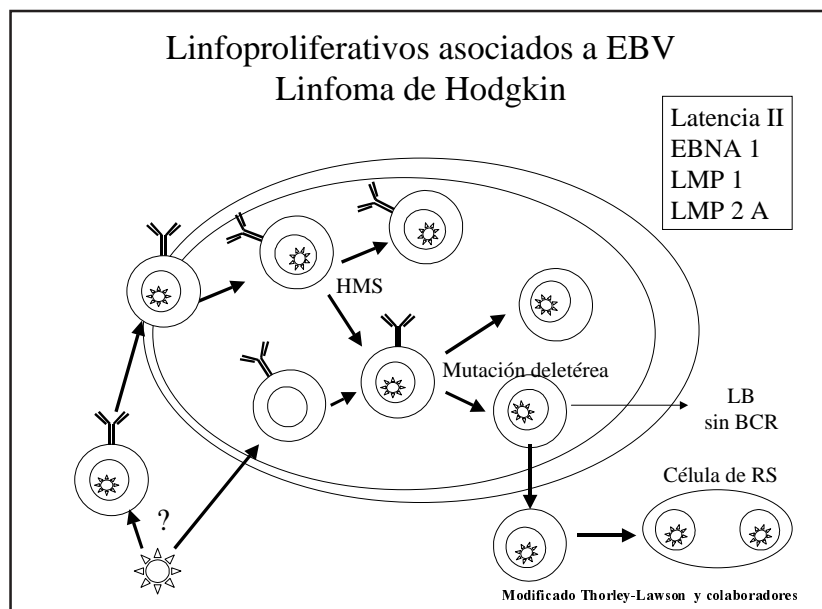 Linfoproliferativos asociados a EBV
Linfoma de Hodgkin
Latencia II
EBNA 1
LMP 1
LMP 2 A
HMS
Mutación deletérea
LB
sin BCR
Célula de RS
?
Modificado Thorley-Lawson y colaboradores